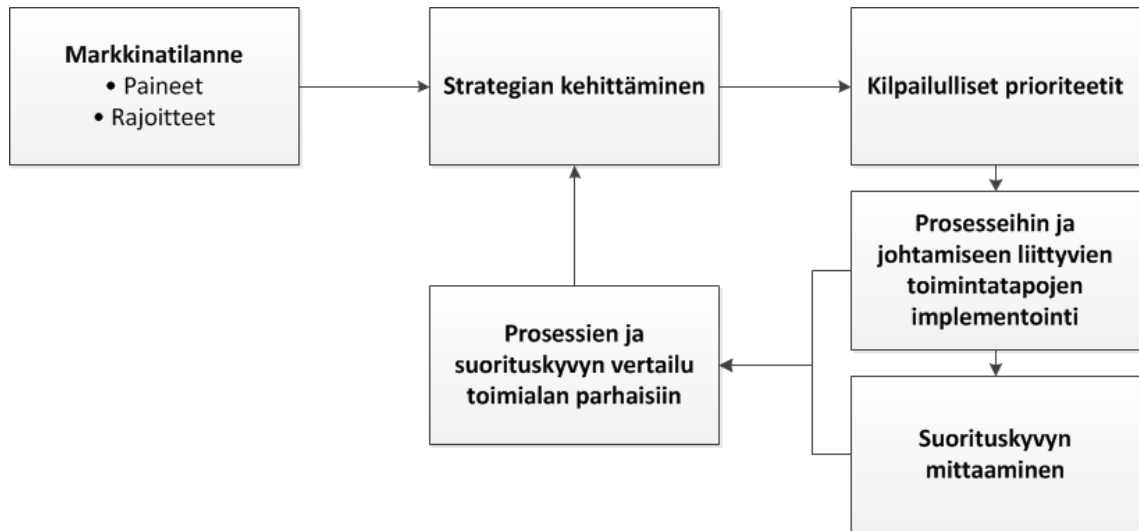 Markkinatilanne
• Paineet
• Rajoitteet
Strategian kehittäminen
Kilpailulliset prioriteetit
Prosesseihin ja
johtamiseen liittyvien
toimintatapojen
implementointi
Prosessien ja
suorituskyvyn vertailu
toimialan parhaisiin
Suorituskyvyn
mittaaminen